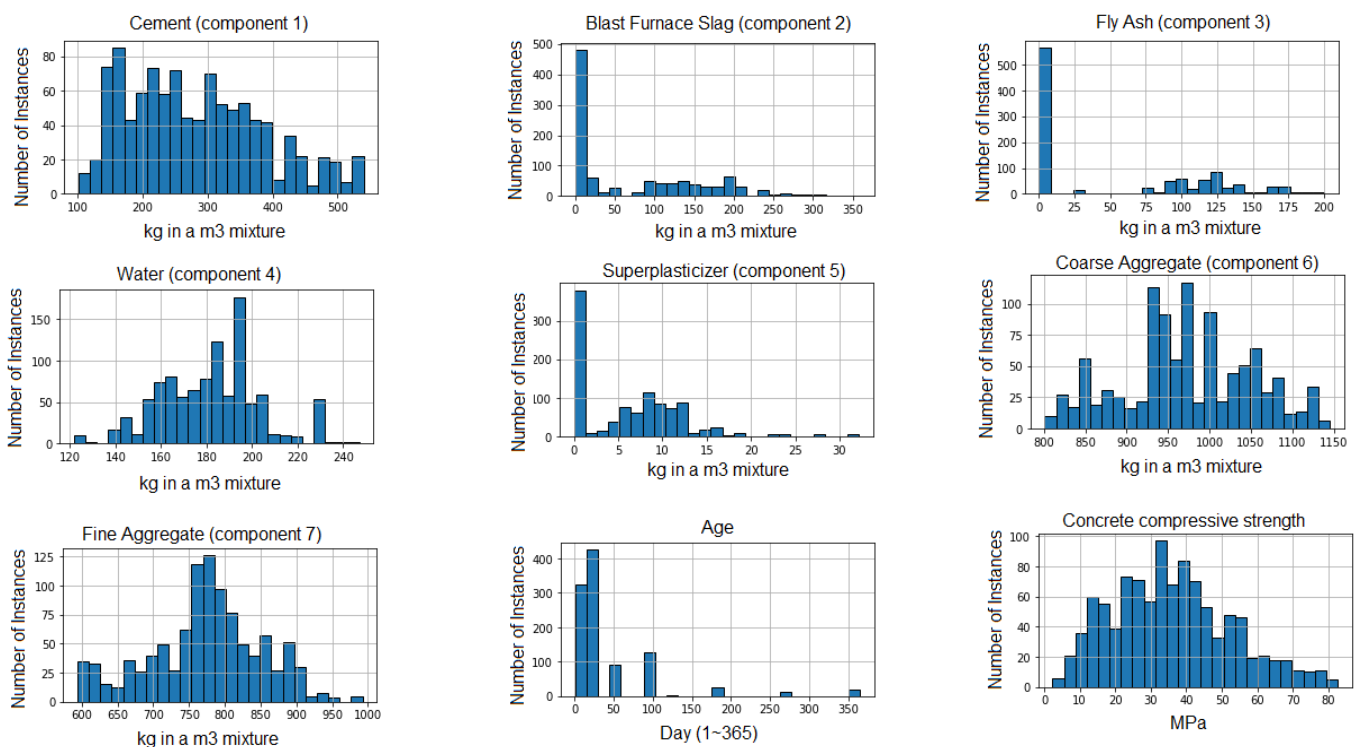 Cement (component 1)
Number of Instances
80
60
40
20
0
100 200 300 400 500
kg in a m3 mixture
Blast Furnace Slag (component 2)
Number of Instances
500
400
300
200
100
0
0 50 100 150 200 250 300 350
kg in a m3 mixture
Fly Ash (component 3)
Number of Instances
500
400
300
200
100
0
0 25 50 75 100 125 150 175 200
kg in a m3 mixture
Water (component 4)
Number of Instances
150
100
50
0
120 140 160 180 200 220 240
kg in a m3 mixture
Superplasticizer (component 5)
Number of Instances
300
200
100
0
0 5 10 15 20 25 30
kg in a m3 mixture
Coarse Aggregate (component 6)
Number of Instances
100
75
50
25
0
800 850 900 950 1000 1050 1100 1150
kg in a m3 mixture
Fine Aggregate (component 7)
Number of Instances
125
100
75
50
25
0
600 650 700 750 800 850 900 950 1000
kg in a m3 mixture
Age
Number of Instances
400
300
200
100
0
0 50 100 150 200 250 300 350
Day (1~365)
Concrete compressive strength
Number of Instances
100
80
60
40
20
0
0 10 20 30 40 50 60 70 80
MPa